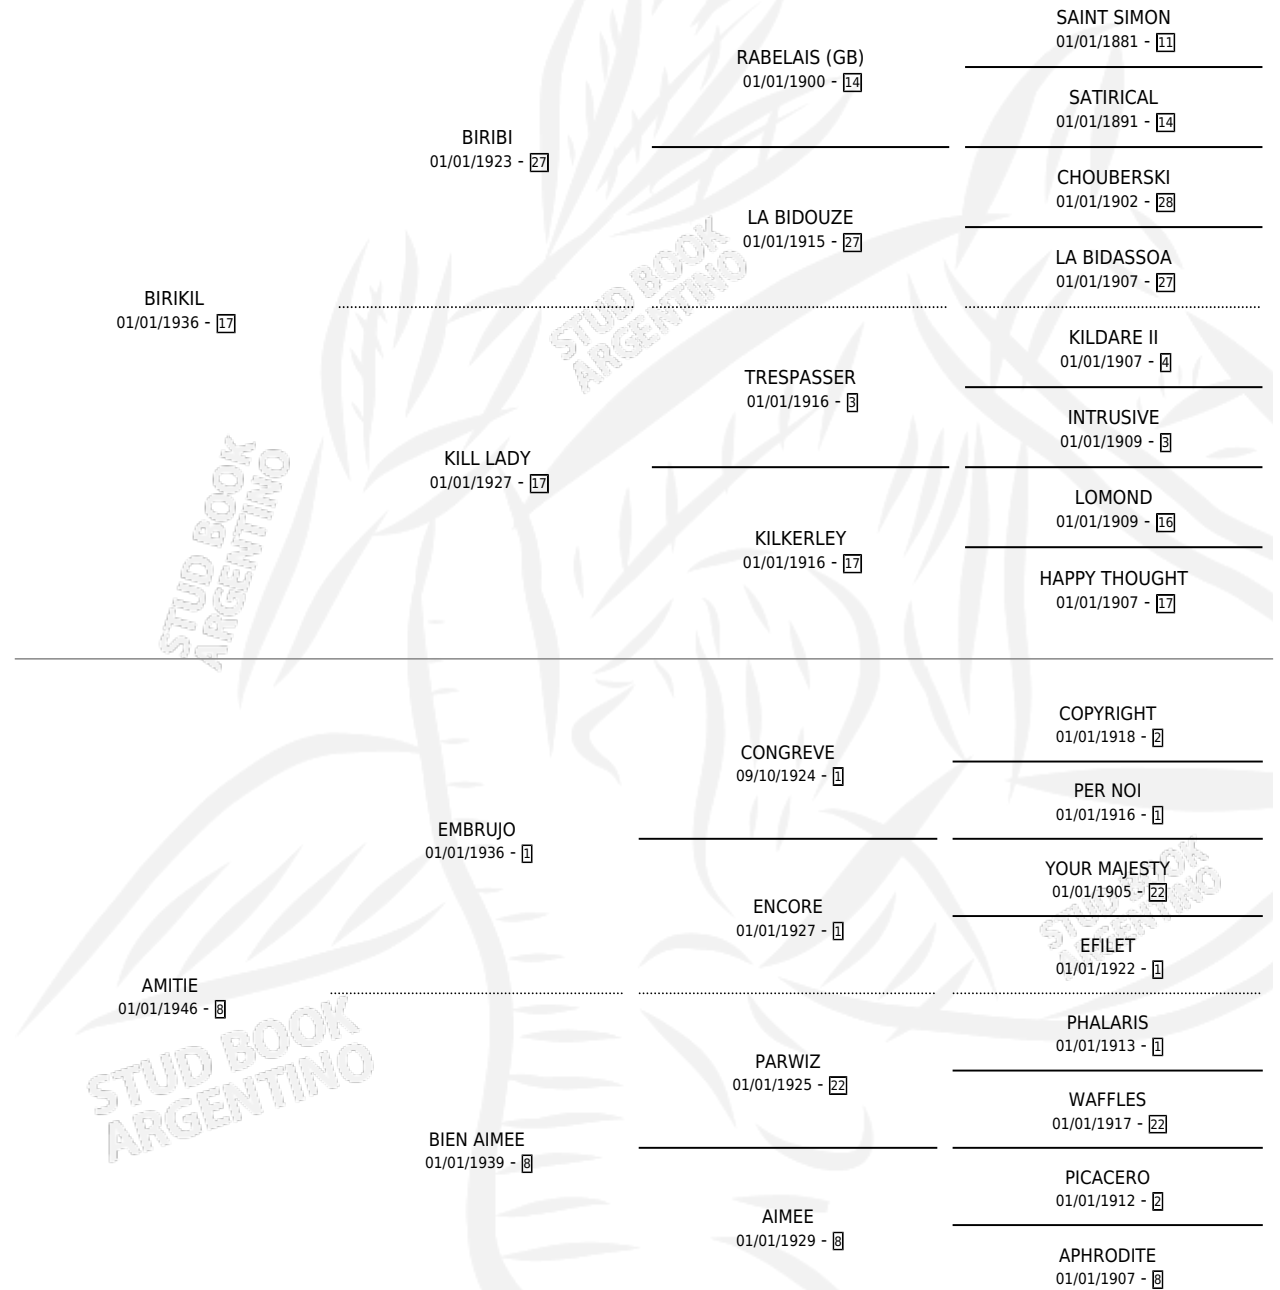 SAINT SIMON
01/01/1881 - 11
RABELAIS (GB)
01/01/1900 - 14
SATIRICAL
01/01/1891 - 14
BIRIBI
01/01/1923 - 27
CHOUBERSKI
01/01/1902 - 28
LA BIDOUZE
01/01/1915 - 27
LA BIDASSOA
01/01/1907 - 27
BIRIKIL
01/01/1936 - 17
KILDARE II
01/01/1907 - 4
TRESPASSER
01/01/1916 - 3
INTRUSIVE
01/01/1909 - 3
KILL LADY
01/01/1927 - 17
LOMOND
01/01/1909 - 16
KILKERLEY
01/01/1916 - 17
HAPPY THOUGHT
01/01/1907 - 17
COPYRIGHT
01/01/1918 - 2
CONGREVE
09/10/1924 - 1
PER NOI
01/01/1916 - 1
EMBRUJO
01/01/1936 - 1
YOUR MAJESTY
01/01/1905 - 22
ENCORE
01/01/1927 - 1
EFILET
01/01/1922 - 1
AMITIE
01/01/1946 - 8
PHALARIS
01/01/1913 - 1
PARWIZ
01/01/1925 - 22
WAFFLES
01/01/1917 - 22
BIEN AIMEE
01/01/1939 - 8
PICACERO
01/01/1912 - 2
AIMEE
01/01/1929 - 8
APHRODITE
01/01/1907 - 8
STUD BOOK
ARGENTINO
STUD BOOK
ARGENTINO
STUD BOOK
ARGENTINO
STUD BOOK
ARGENTINO